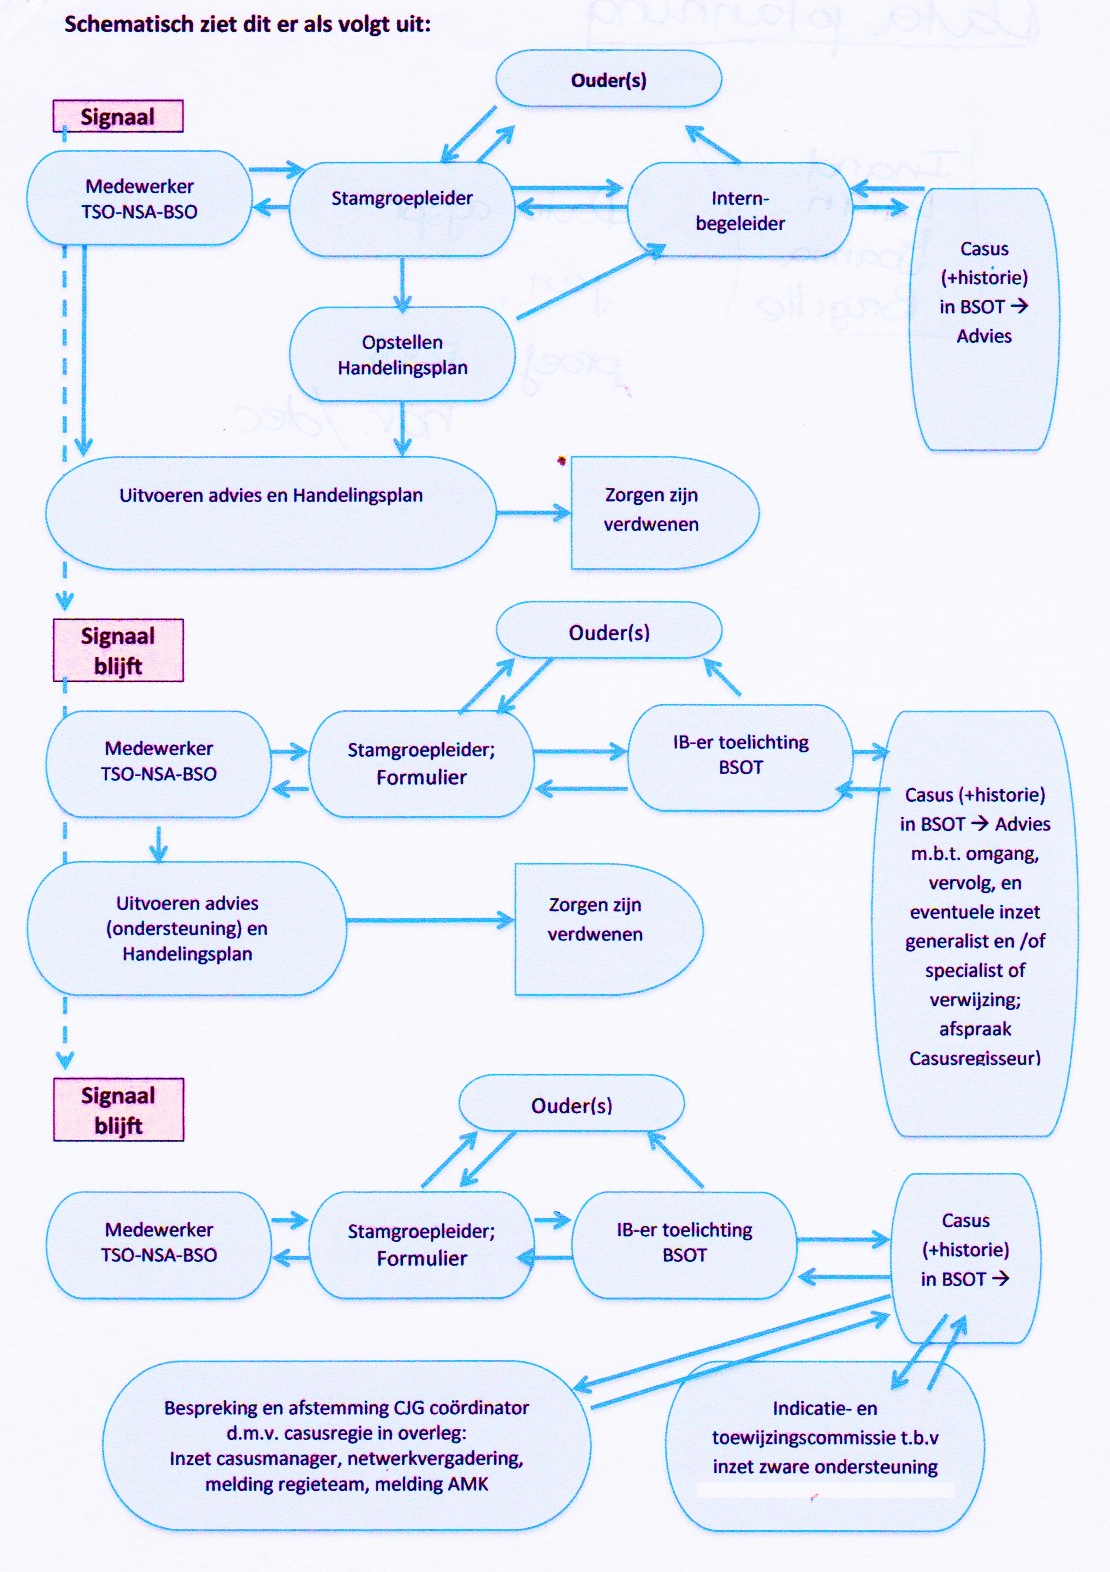 Schematisch ziet dit er als volgt uit:
Ouder(s)
Signaal
Medewerker
TSO-NSA-BSO
Stamgroepleider
Intern-
begeleider
Casus
(+historie)
in BSOT →
Advies
Opstellen
Handelingsplan
Uitvoeren advies en Handelingsplan
Zorgen zijn
verdwenen
Signaal
blijft
Ouder(s)
Medewerker
TSO-NSA-BSO
Stamgroepleider;
Formulier
IB-er toelichting
BSOT
Casus (+historie)
in BSOT → Advies
m.b.t. omgang,
vervolg, en
eventuele inzet
generalist en /of
specialist of
verwijzing;
afspraak
Casusregisseur)
Uitvoeren advies
(ondersteuning) en
Handelingsplan
Zorgen zijn
verdwenen
Signaal
blijft
Ouder(s)
Medewerker
TSO-NSA-BSO
Stamgroepleider;
Formulier
IB-er toelichting
BSOT
Casus
(+historie)
in BSOT →
Bespreking en afstemming CJG coördinator
d.m.v. casusregie in overleg:
Inzet casusmanager, netwerkvergadering,
melding regieteam, melding AMK
Indicatie- en
toewijzingscommissie t.b.v
inzet zware ondersteuning